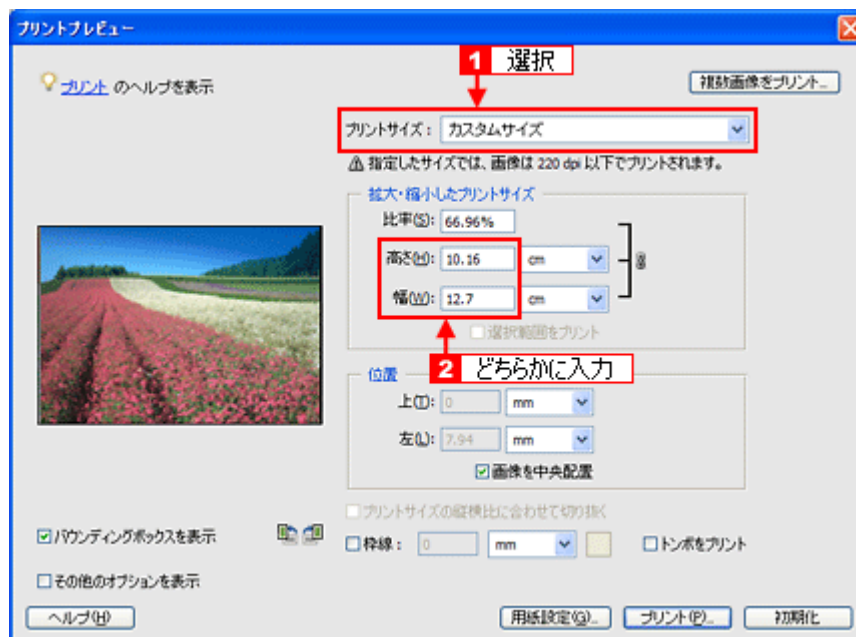 プリントプレビュー
1 選択
プリント のヘルプを表示
複数画像をプリント...
プリントサイズ： カスタムサイズ
指定したサイズでは、画像は 220 dpi 以下でプリントされます。
拡大・縮小したプリントサイズ
比率(S): 66.96%
高さ(H): 10.16 cm
幅(W): 12.7 cm
選択範囲をプリント
2 どちらかに入力
位置
上(T): 0 mm
左(L): 7.94 mm
画像を中央配置
プリントサイズの縦横比に合わせて切り抜く
バウンディングボックスを表示
枠線： 0 mm
トンボをプリント
その他のオプションを表示
ヘルプ(H)
用紙設定(G)...
プリント(P)...
初期化